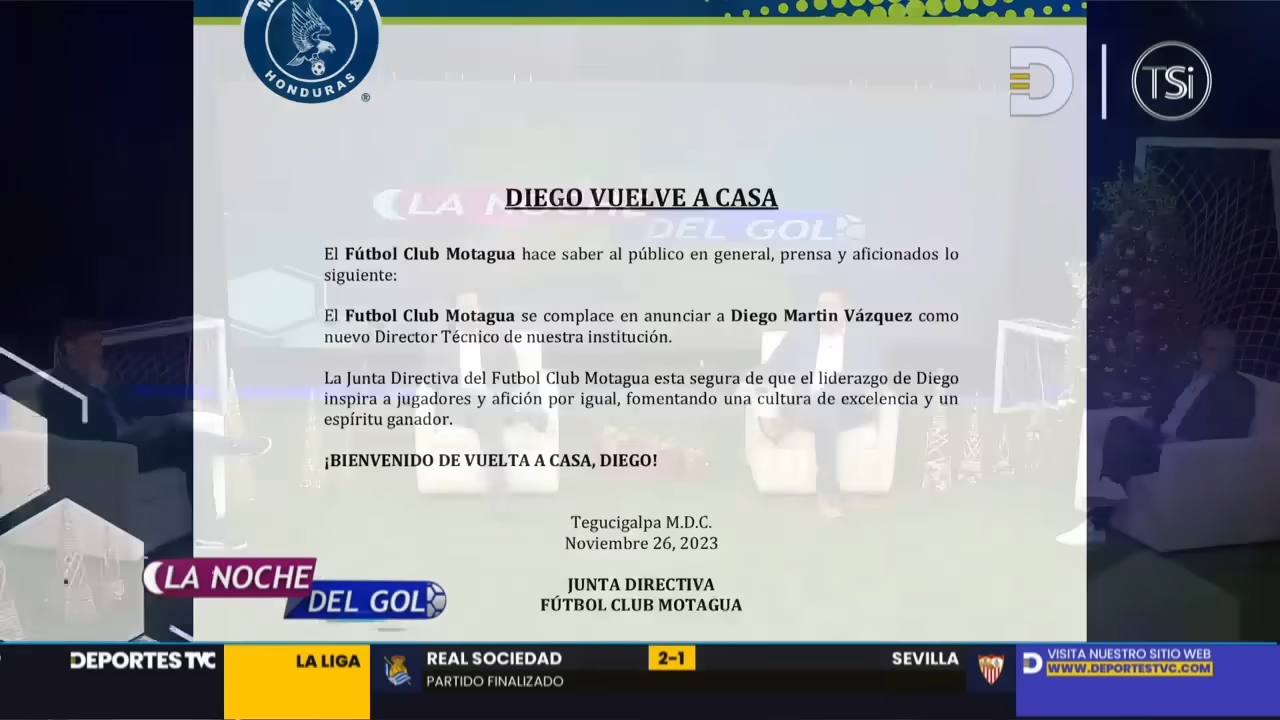 HONDURAS
®
D
TSi
DIEGO VUELVE A CASA
LA NOCHE
DEL GOL
El Fútbol Club Motagua hace saber al público en general, prensa y aficionados lo
siguiente:
El Futbol Club Motagua se complace en anunciar a Diego Martin Vázquez como
nuevo Director Técnico de nuestra institución.
La Junta Directiva del Futbol Club Motagua esta segura de que el liderazgo de Diego
inspira a jugadores y afición por igual, fomentando una cultura de excelencia y un
espíritu ganador.
¡BIENVENIDO DE VUELTA A CASA, DIEGO!
Tegucigalpa M.D.C.
Noviembre 26, 2023
JUNTA DIRECTIVA
FÚTBOL CLUB MOTAGUA
LA NOCHE
DEL GOL
DEPORTES TVC
LA LIGA
REAL SOCIEDAD
2-1
SEVILLA
PARTIDO FINALIZADO
VISITA NUESTRO SITIO WEB
WWW.DEPORTESTVC.COM